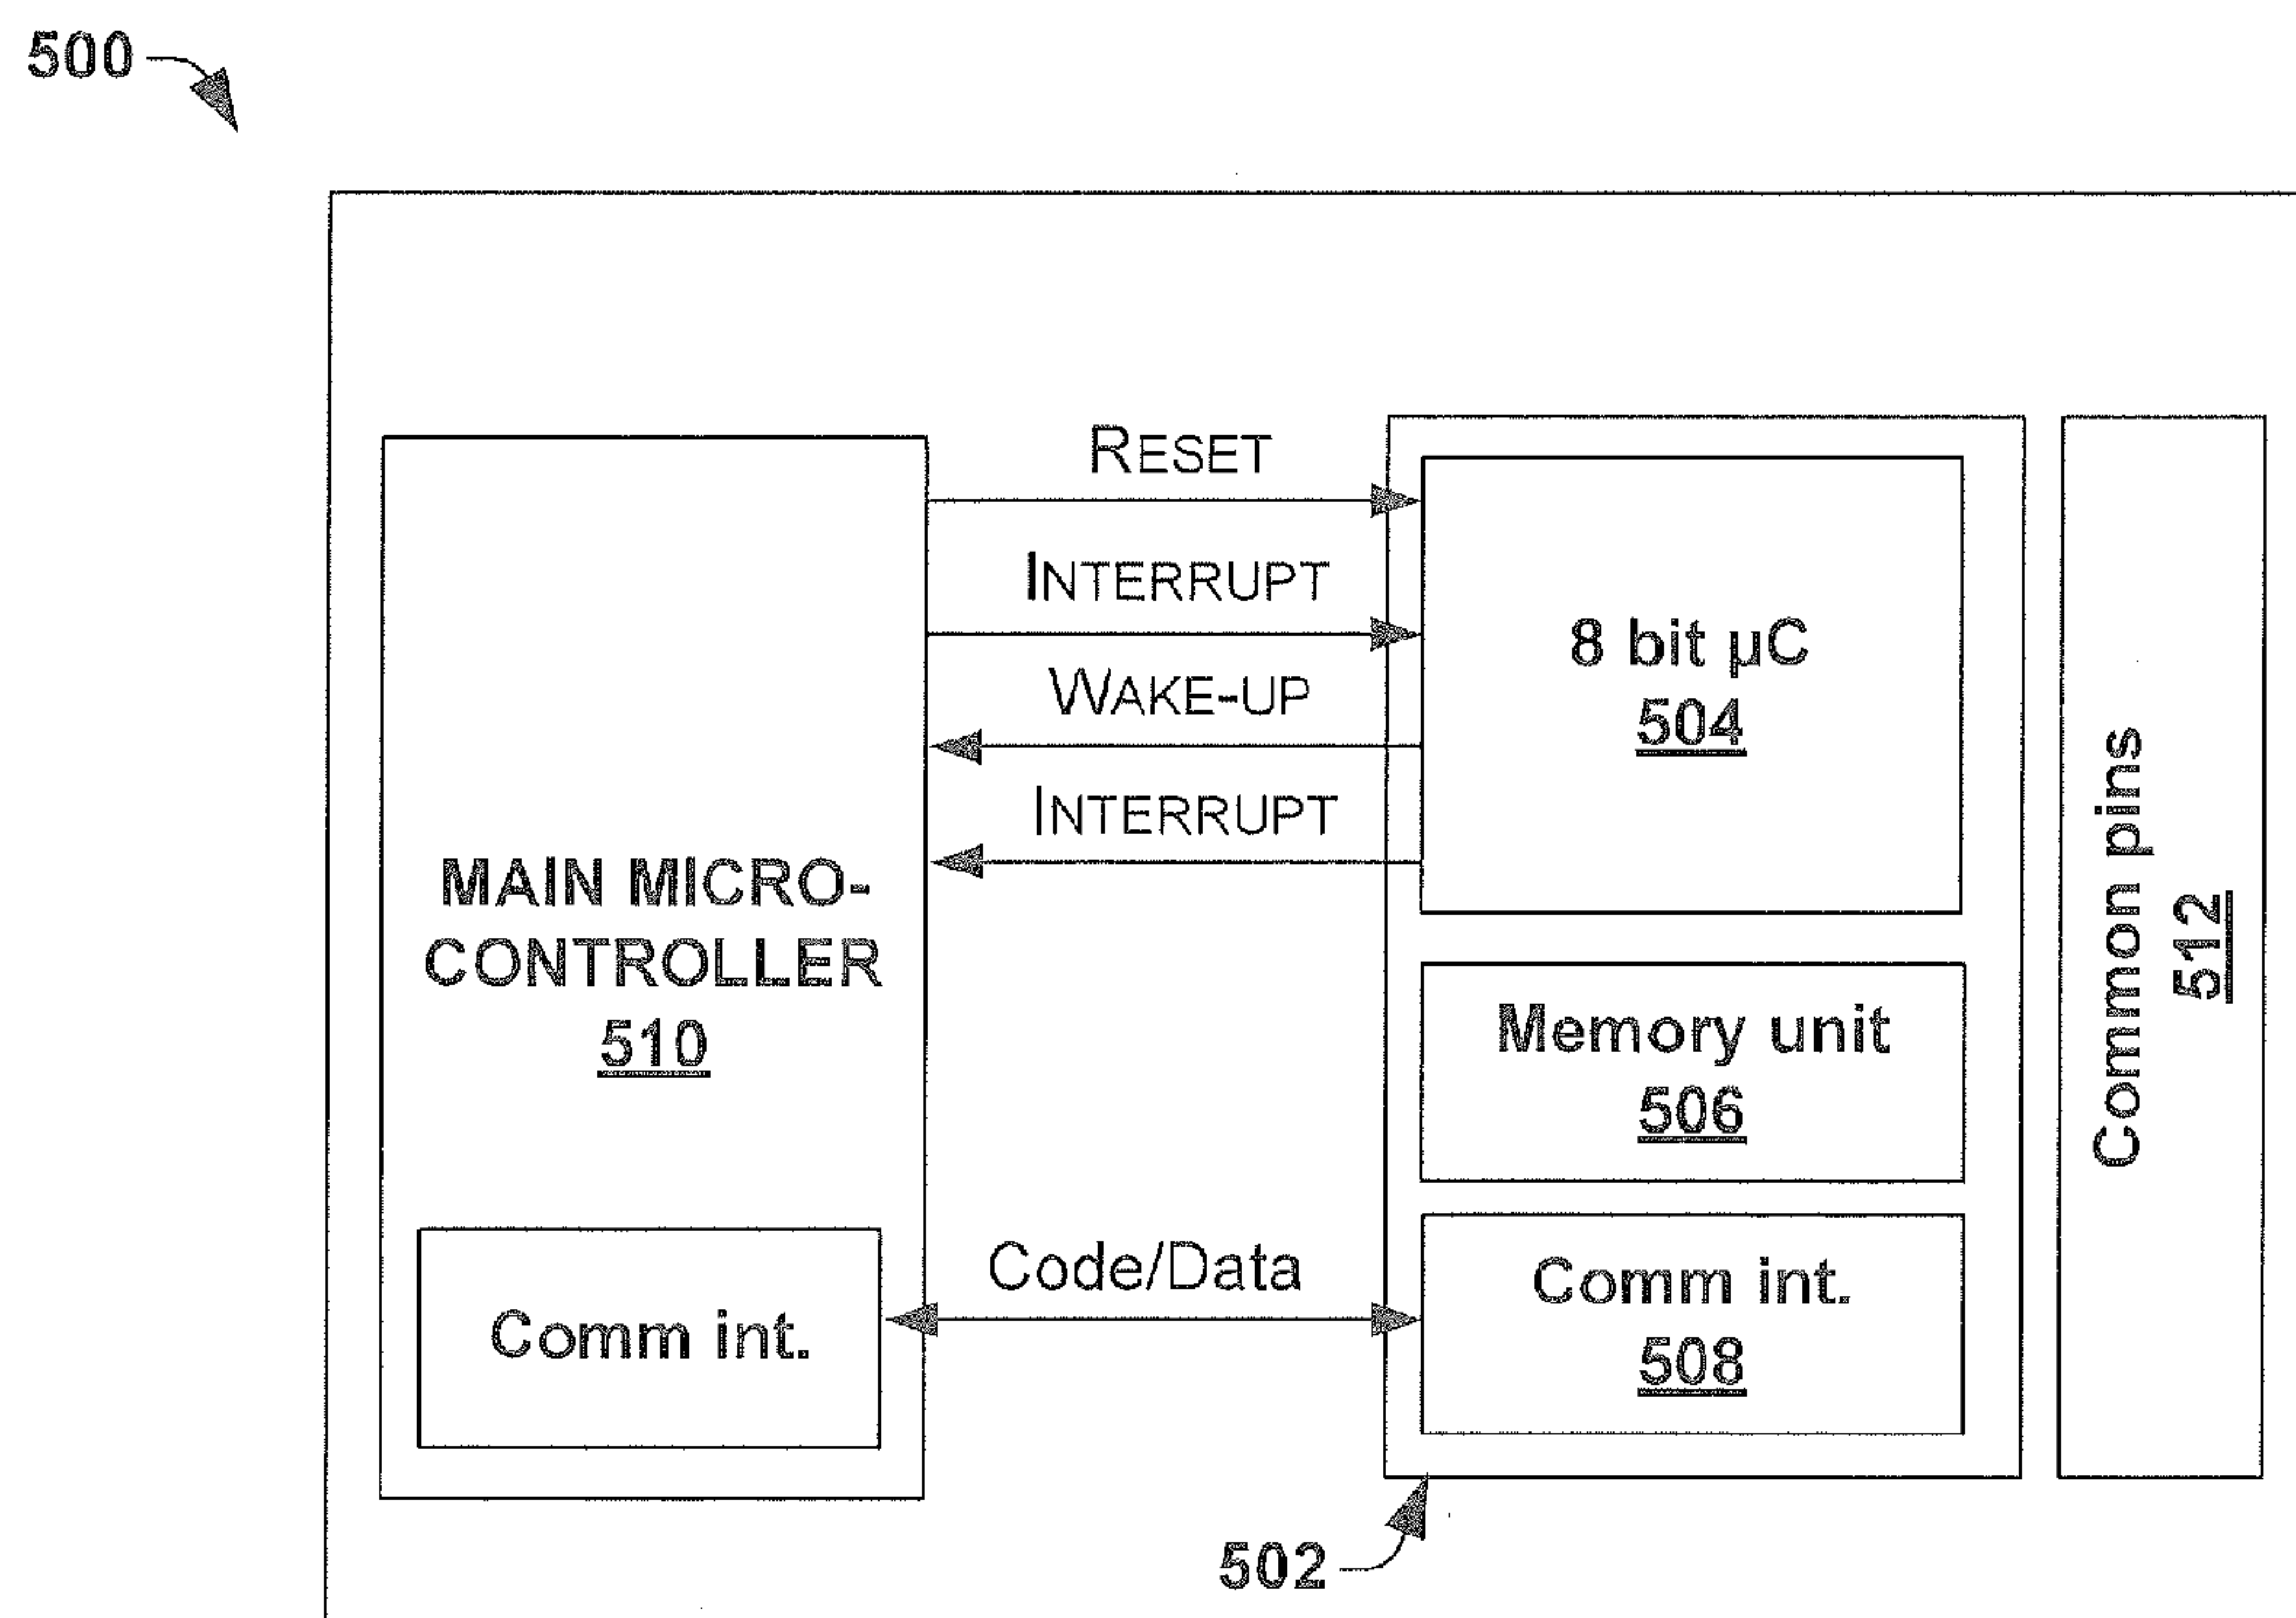 500
RESET
INTERRUPT
WAKE-UP
INTERRUPT
MAIN MICRO-
CONTROLLER
510
Comm int.
Code/Data
8 bit µC
504
Memory unit
506
Comm int.
508
Common pins
512
502